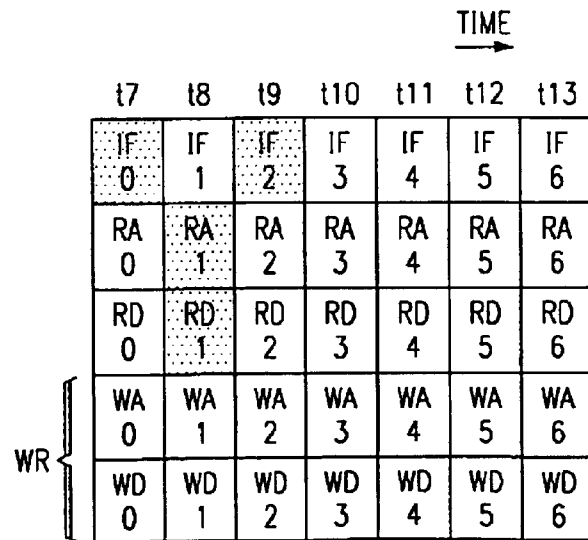 TIME
t7 t8 t9 t10 t11 t12 t13
IF IF IF IF IF IF IF
0 1 2 3 4 5 6
RA RA RA RA RA RA RA
0 1 2 3 4 5 6
RD RD RD RD RD RD RD
0 1 2 3 4 5 6
WA WA WA WA WA WA WA
0 1 2 3 4 5 6
WR
WD WD WD WD WD WD WD
0 1 2 3 4 5 6